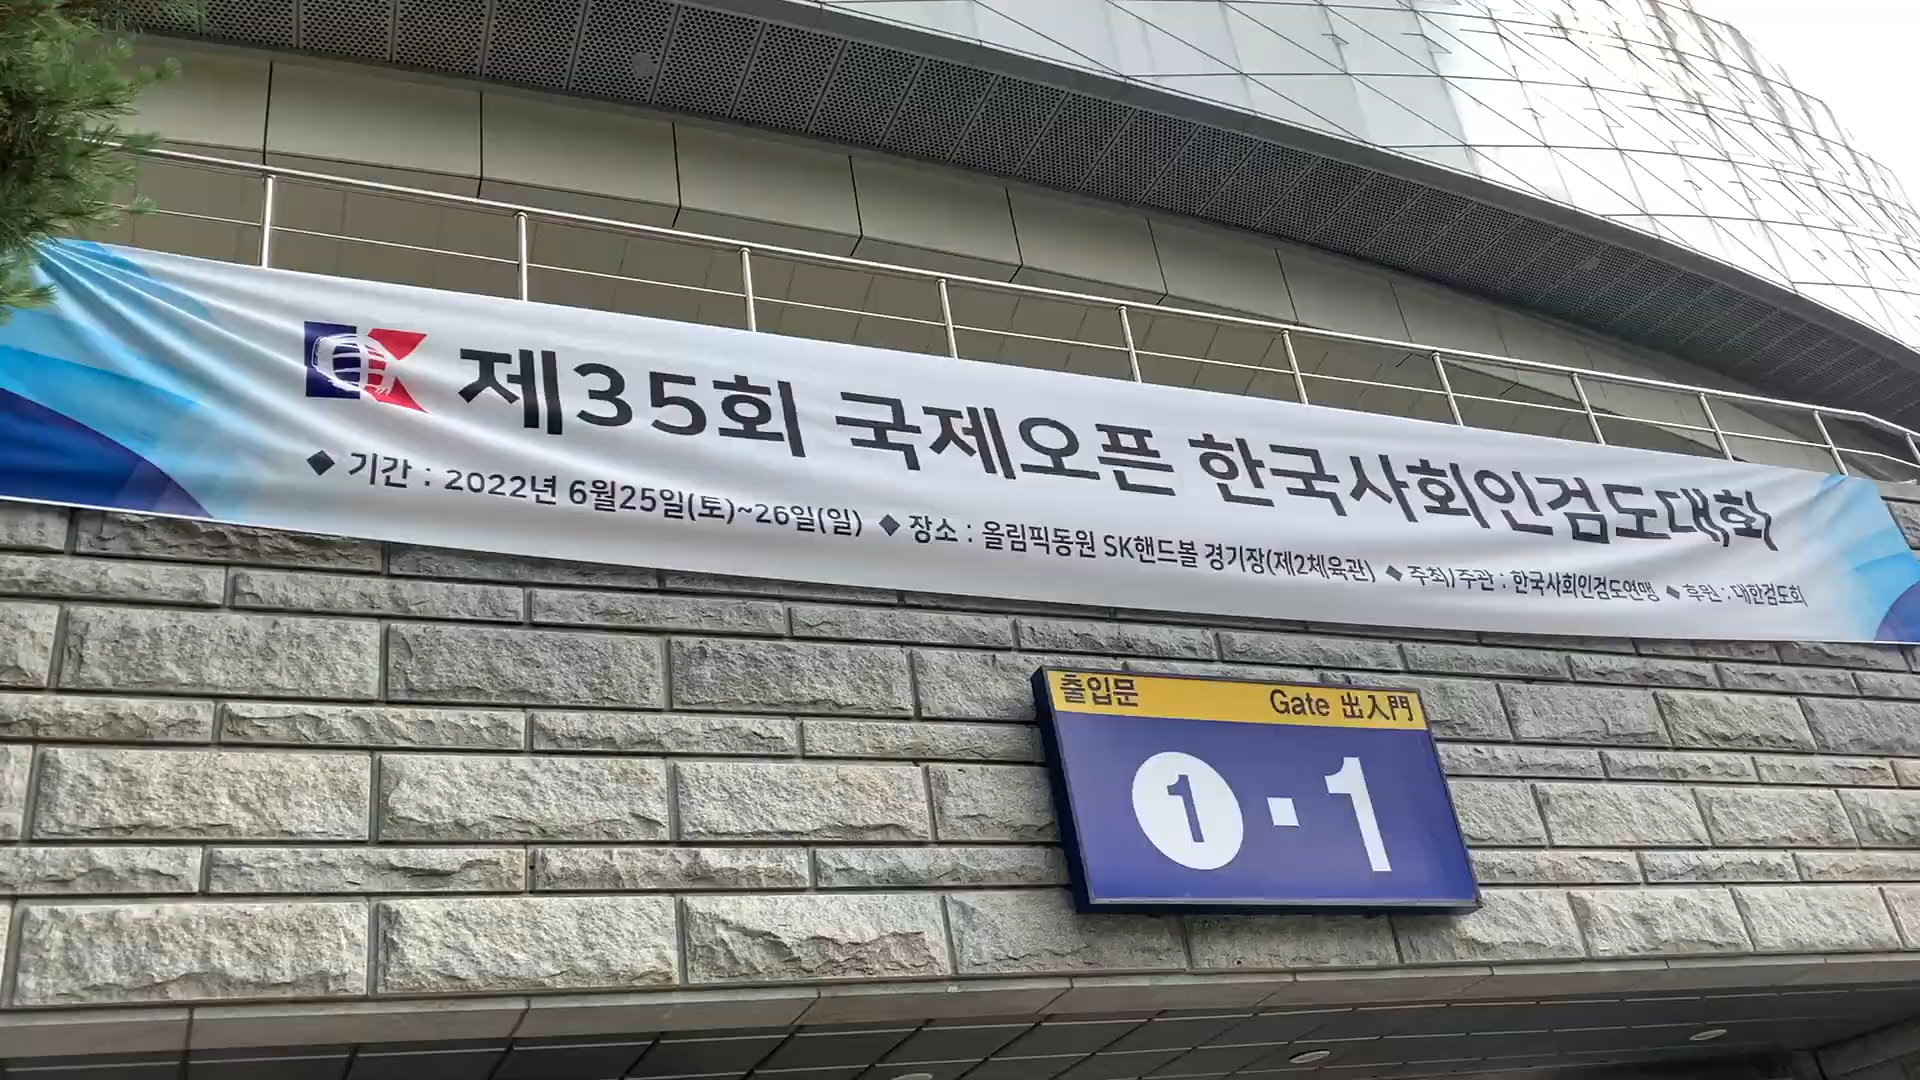 제35회 국제오픈 한국사회인검도대회
◆ 기간 : 2022년 6월25일(토)~26일(일) ◆ 장소 : 올림픽동원 SK핸드볼 경기장(제2체육관) ◆ 주최/주관 : 한국사회인검도연맹 ◆ 후원 : 대한검도회
출입문 Gate 出入門
1·1